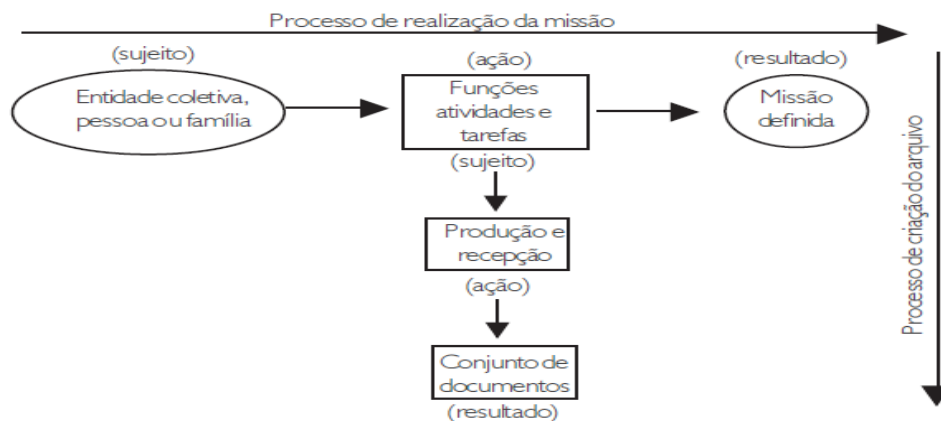 Processo de realização da missão
(sujeito)
(ação)
(resultado)
Entidade coletiva,
pessoa ou família
Funções
atividades e
tarefas
Missão
definida
(sujeito)
Produção e
recepção
(ação)
Conjunto de
documentos
(resultado)
Processo de criação do arquivo